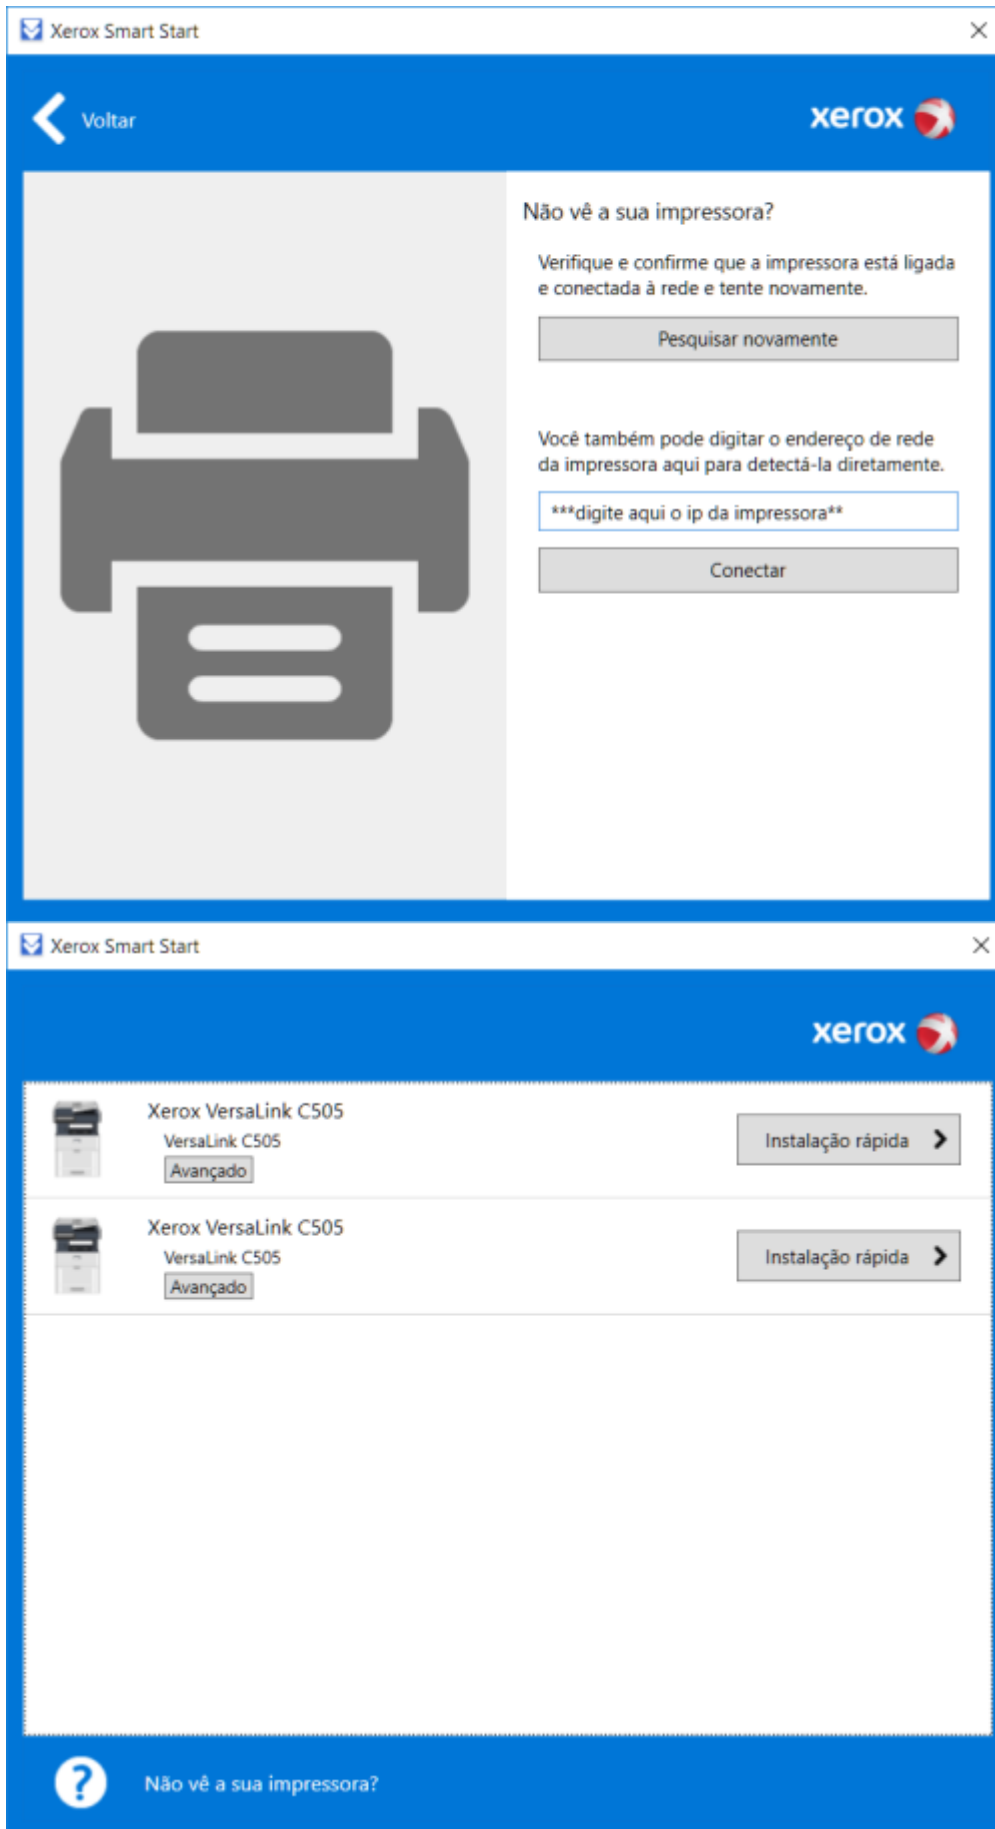 Xerox Smart Start
Voltar
xerox
Não vê a sua impressora?
Verifique e confirme que a impressora está ligada
e conectada à rede e tente novamente.
Pesquisar novamente
Você também pode digitar o endereço de rede
da impressora aqui para detectá-la diretamente.
***digite aqui o ip da impressora**
Conectar
Xerox Smart Start
xerox
Xerox VersaLink C505
VersaLink C505
Avançado
Instalação rápida
Xerox VersaLink C505
VersaLink C505
Avançado
Instalação rápida
?
Não vê a sua impressora?